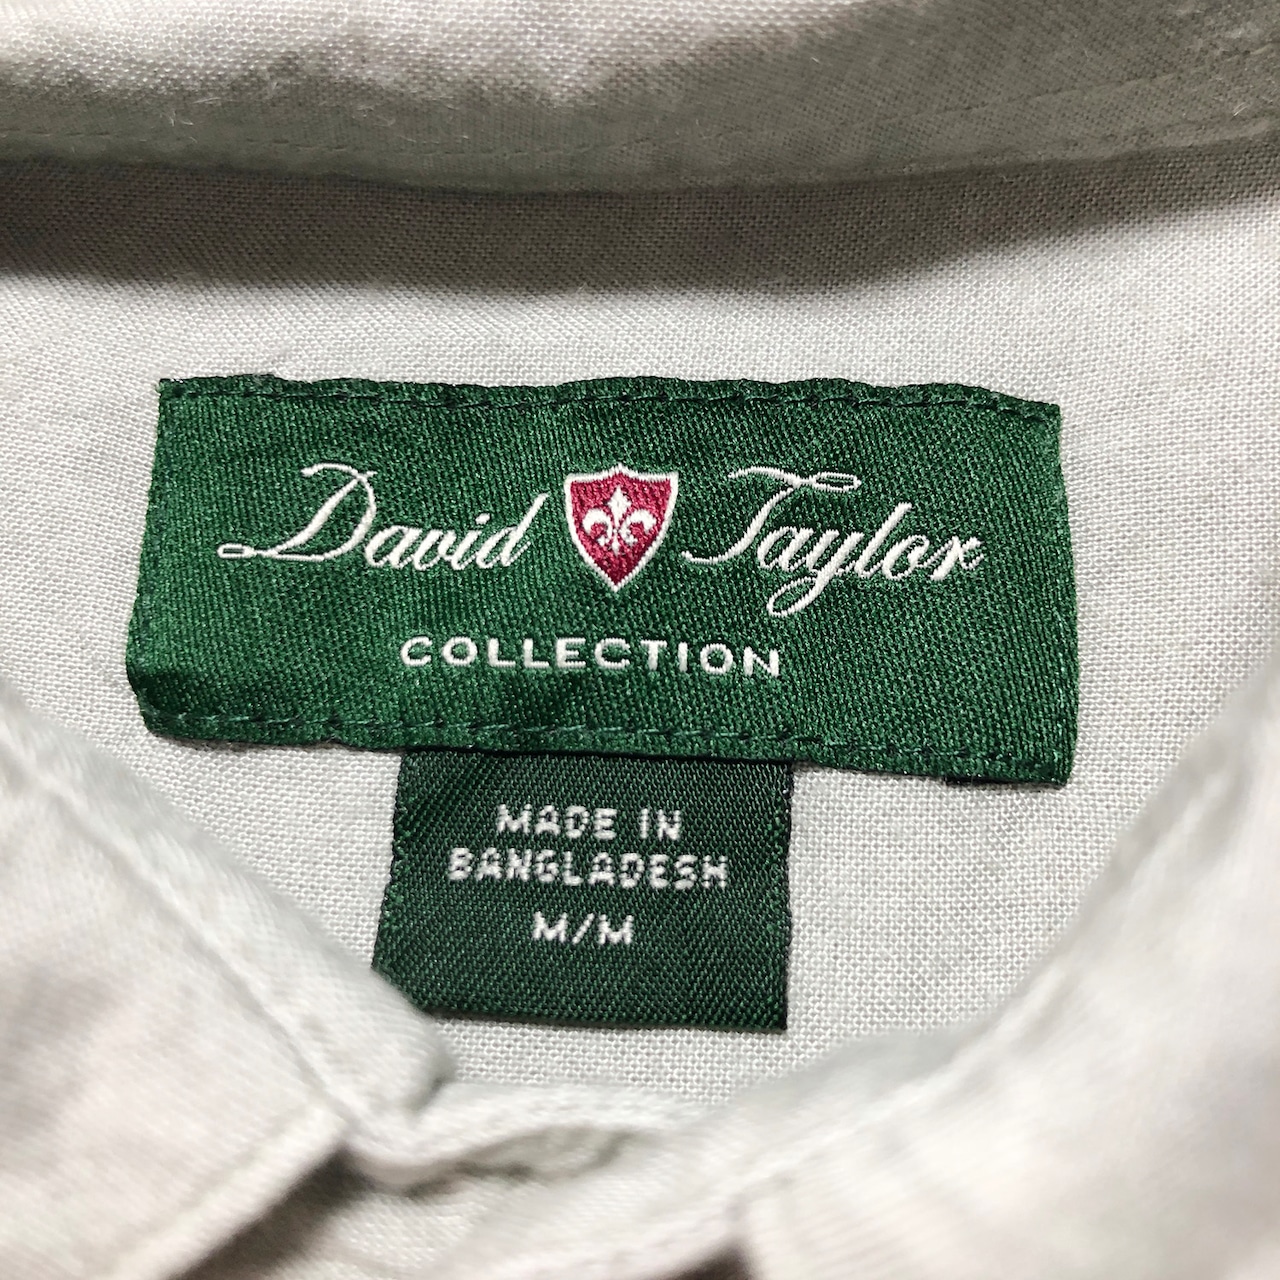 David Taylor
COLLECTION
MADE IN
BANGLADESH
M/M